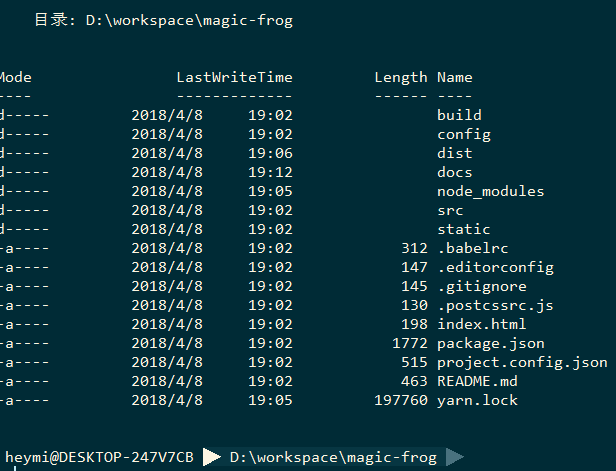 目录: D:\workspace\magic-frog
Mode LastWriteTime Length Name
---- ------------- ------ ----
d----- 2018/4/8 19:02 build
d----- 2018/4/8 19:02 config
d----- 2018/4/8 19:06 dist
d----- 2018/4/8 19:12 docs
d----- 2018/4/8 19:05 node_modules
d----- 2018/4/8 19:02 src
d----- 2018/4/8 19:02 static
-a---- 2018/4/8 19:02 312 .babelrc
-a---- 2018/4/8 19:02 147 .editorconfig
-a---- 2018/4/8 19:02 145 .gitignore
-a---- 2018/4/8 19:02 130 .postcssrc.js
-a---- 2018/4/8 19:02 198 index.html
-a---- 2018/4/8 19:02 1772 package.json
-a---- 2018/4/8 19:02 515 project.config.json
-a---- 2018/4/8 19:02 463 README.md
-a---- 2018/4/8 19:05 197760 yarn.lock
heymi@DESKTOP-247V7CB D:\workspace\magic-frog